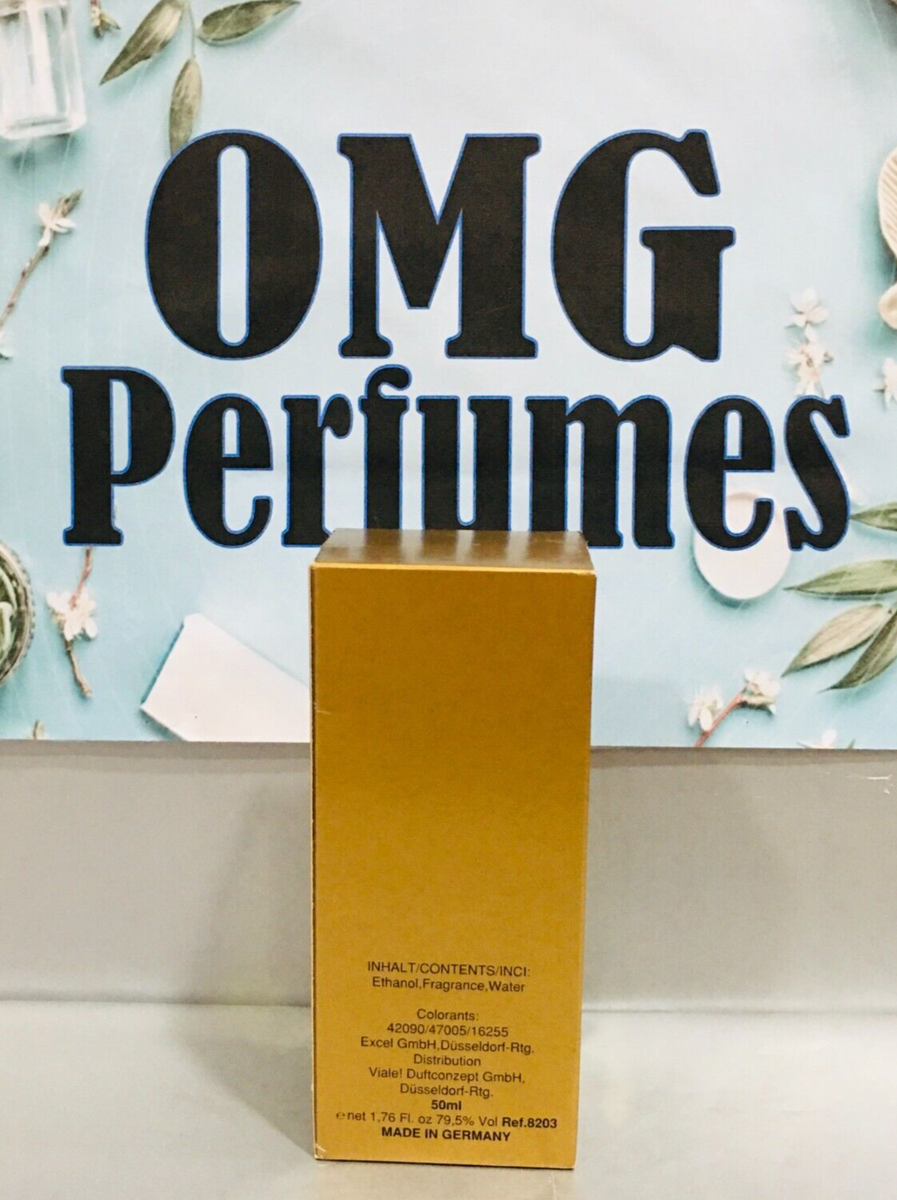 OMG
Perfumes
INHALT/CONTENTS/INCI:
Ethanol,Fragrance,Water
Colorants:
42090/47005/16255
Excel GmbH,Düsseldorf-Rtg.
Distribution
Viale! Duftconzept GmbH,
Düsseldorf-Rtg.
50ml
℮ net 1,76 Fl. oz 79,5% Vol Ref.8203
MADE IN GERMANY